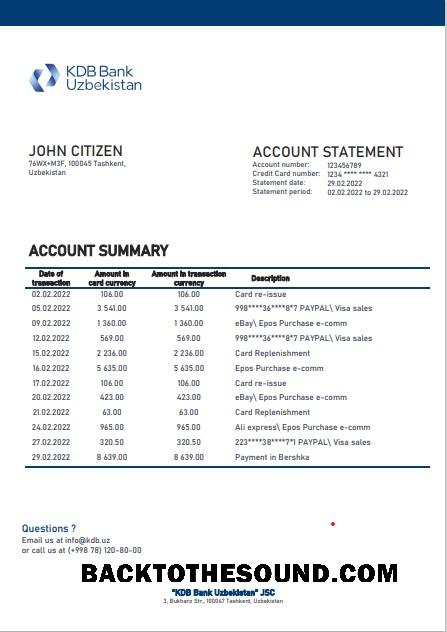 KDB Bank
Uzbekistan
JOHN CITIZEN
76WX+M3F, 100045 Tashkent,
Uzbekistan
ACCOUNT STATEMENT
Account number: 123456789
Credit Card number: 1234 **** **** 4321
Statement date: 29.02.2022
Statement period: 02.02.2022 to 29.02.2022
ACCOUNT SUMMARY
Date of transaction Amount in card currency Amount in transaction currency Description
02.02.2022 106.00 106.00 Card re-issue
05.02.2022 3 541.00 3 541.00 998****36****8*7 PAYPAL\ Visa sales
09.02.2022 1 360.00 1 360.00 eBay\ Epos Purchase e-comm
12.02.2022 569.00 569.00 998****36****8*7 PAYPAL\ Visa sales
15.02.2022 2 236.00 2 236.00 Card Replenishment
16.02.2022 5 635.00 5 635.00 Epos Purchase e-comm
17.02.2022 106.00 106.00 Card re-issue
20.02.2022 423.00 423.00 eBay\ Epos Purchase e-comm
21.02.2022 63.00 63.00 Card Replenishment
24.02.2022 965.00 965.00 Ali express\ Epos Purchase e-comm
27.02.2022 320.50 320.50 223****38****7*1 PAYPAL\ Visa sales
29.02.2022 8 639.00 8 639.00 Payment in Bershka
Questions ?
Email us at info@kdb.uz
or call us at (+998 78) 120-80-00
BACKTOTHESOUND.COM
"KDB Bank Uzbekistan" JSC
3, Bukharo Str., 100047 Tashkent, Uzbekistan